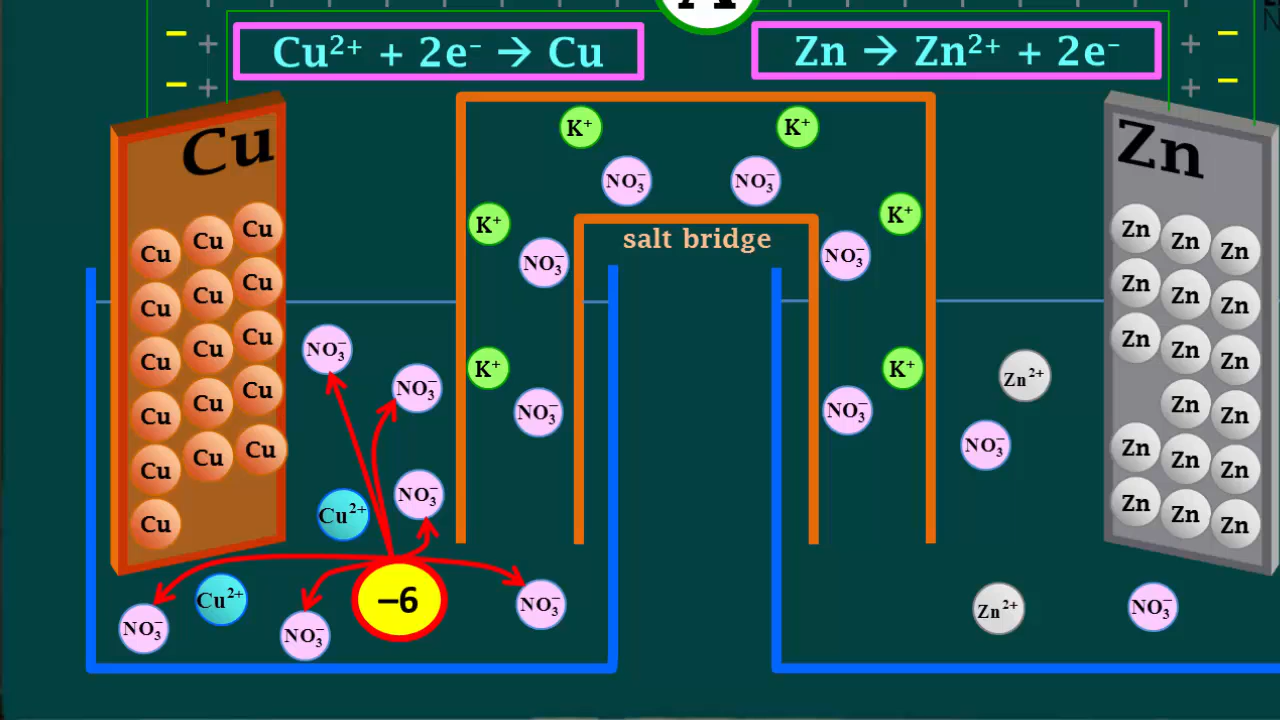 A
Cu²⁺ + 2e⁻ → Cu
Zn → Zn²⁺ + 2e⁻
− + + −
− + + −
Cu
Zn
K⁺ K⁺
NO₃⁻ NO₃⁻
K⁺ K⁺
salt bridge
NO₃⁻ NO₃⁻
K⁺ K⁺
NO₃⁻ NO₃⁻
Cu Cu Cu
Cu Cu Cu
Cu Cu Cu
Cu Cu Cu
Cu Cu Cu
Cu
NO₃⁻
NO₃⁻
NO₃⁻
Cu²⁺
Cu²⁺
−6
NO₃⁻
NO₃⁻
NO₃⁻
Zn²⁺
NO₃⁻
Zn²⁺
NO₃⁻
Zn Zn Zn
Zn Zn Zn
Zn Zn Zn
Zn Zn
Zn Zn Zn
Zn Zn Zn